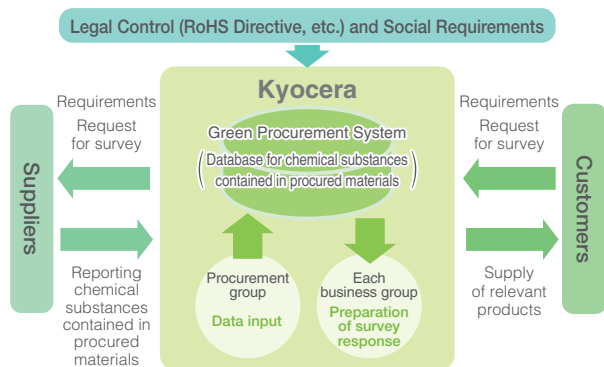 Legal Control (RoHS Directive, etc.) and Social Requirements
Kyocera
Green Procurement System
(Database for chemical substances
contained in procured materials)
Suppliers
Requirements
Request
for survey
Reporting
chemical
substances
contained in
procured
materials
Procurement
group
Data input
Each
business group
Preparation
of survey
response
Requirements
Request
for survey
Supply
of relevant
products
Customers